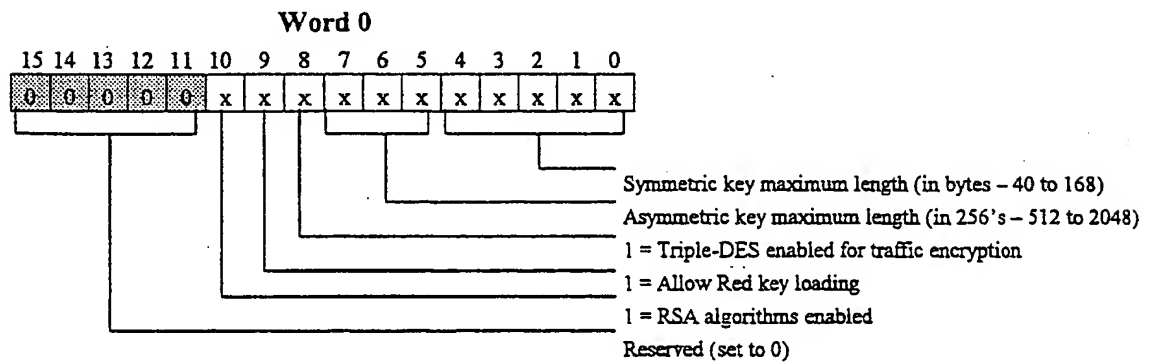 Word 0
15 14 13 12 11 10 9 8 7 6 5 4 3 2 1 0
0 0 0 0 0 x x x x x x x x x x x
Symmetric key maximum length (in bytes – 40 to 168)
Asymmetric key maximum length (in 256's – 512 to 2048)
1 = Triple-DES enabled for traffic encryption
1 = Allow Red key loading
1 = RSA algorithms enabled
Reserved (set to 0)